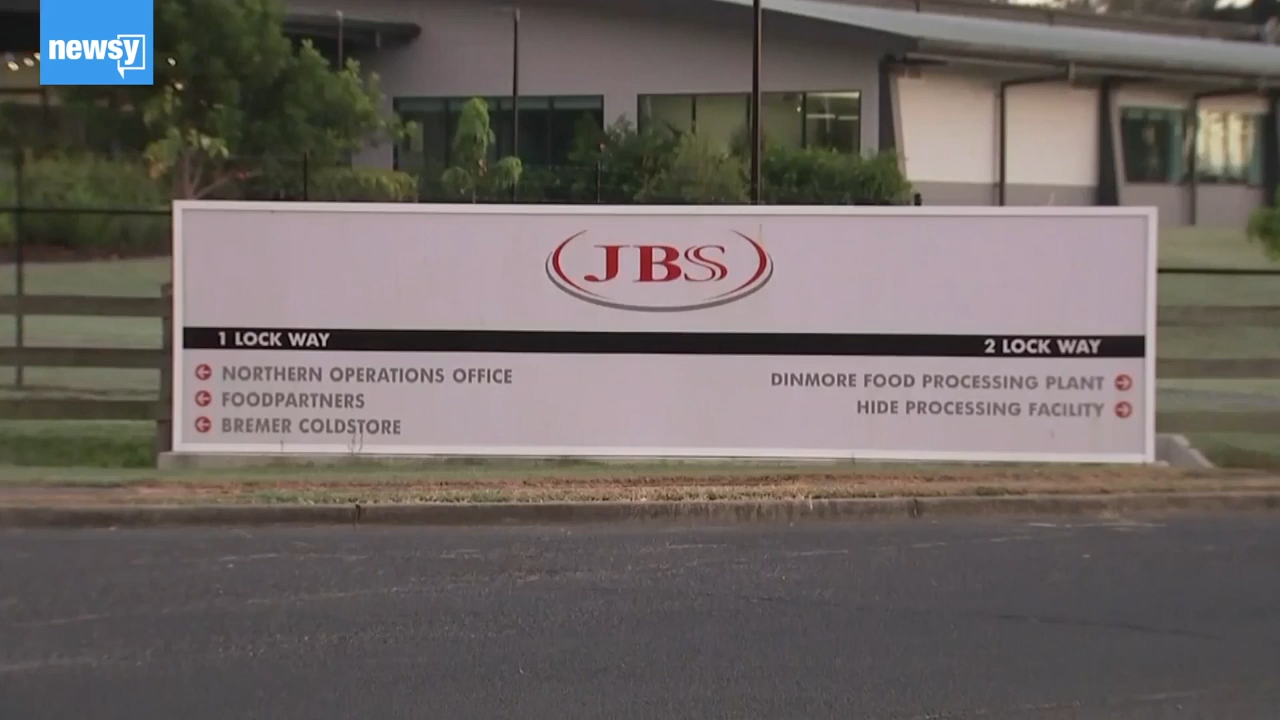 newsy
JBS
1 LOCK WAY
2 LOCK WAY
NORTHERN OPERATIONS OFFICE
FOODPARTNERS
BREMER COLDSTORE
DINMORE FOOD PROCESSING PLANT
HIDE PROCESSING FACILITY